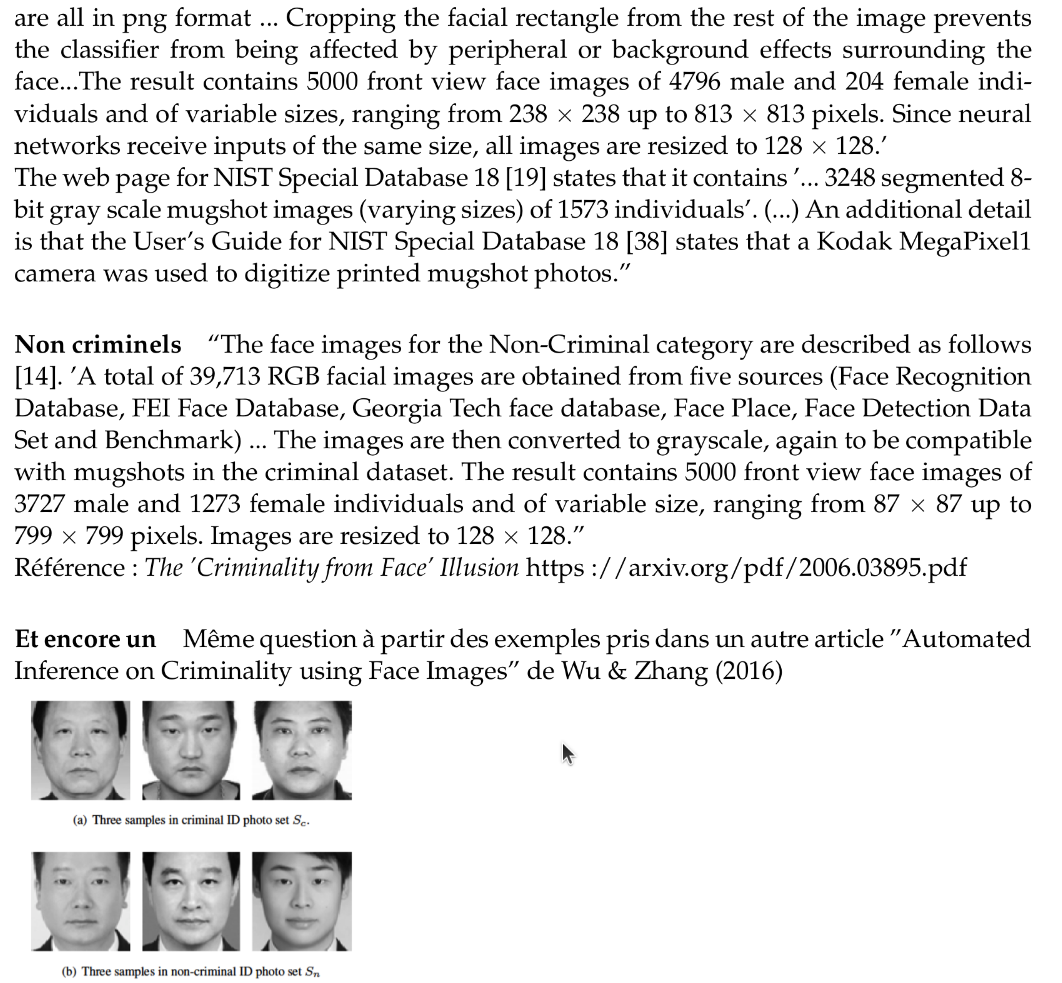 are all in png format ... Cropping the facial rectangle from the rest of the image prevents
the classifier from being affected by peripheral or background effects surrounding the
face...The result contains 5000 front view face images of 4796 male and 204 female indi-
viduals and of variable sizes, ranging from 238 × 238 up to 813 × 813 pixels. Since neural
networks receive inputs of the same size, all images are resized to 128 × 128.’
The web page for NIST Special Database 18 [19] states that it contains ’... 3248 segmented 8-
bit gray scale mugshot images (varying sizes) of 1573 individuals’. (...) An additional detail
is that the User’s Guide for NIST Special Database 18 [38] states that a Kodak MegaPixel1
camera was used to digitize printed mugshot photos.”
Non criminels “The face images for the Non-Criminal category are described as follows
[14]. ’A total of 39,713 RGB facial images are obtained from five sources (Face Recognition
Database, FEI Face Database, Georgia Tech face database, Face Place, Face Detection Data
Set and Benchmark) ... The images are then converted to grayscale, again to be compatible
with mugshots in the criminal dataset. The result contains 5000 front view face images of
3727 male and 1273 female individuals and of variable size, ranging from 87 × 87 up to
799 × 799 pixels. Images are resized to 128 × 128.”
Référence : The ’Criminality from Face’ Illusion https ://arxiv.org/pdf/2006.03895.pdf
Et encore un Même question à partir des exemples pris dans un autre article ”Automated
Inference on Criminality using Face Images” de Wu & Zhang (2016)
(a) Three samples in criminal ID photo set Sc.
(b) Three samples in non-criminal ID photo set Sn